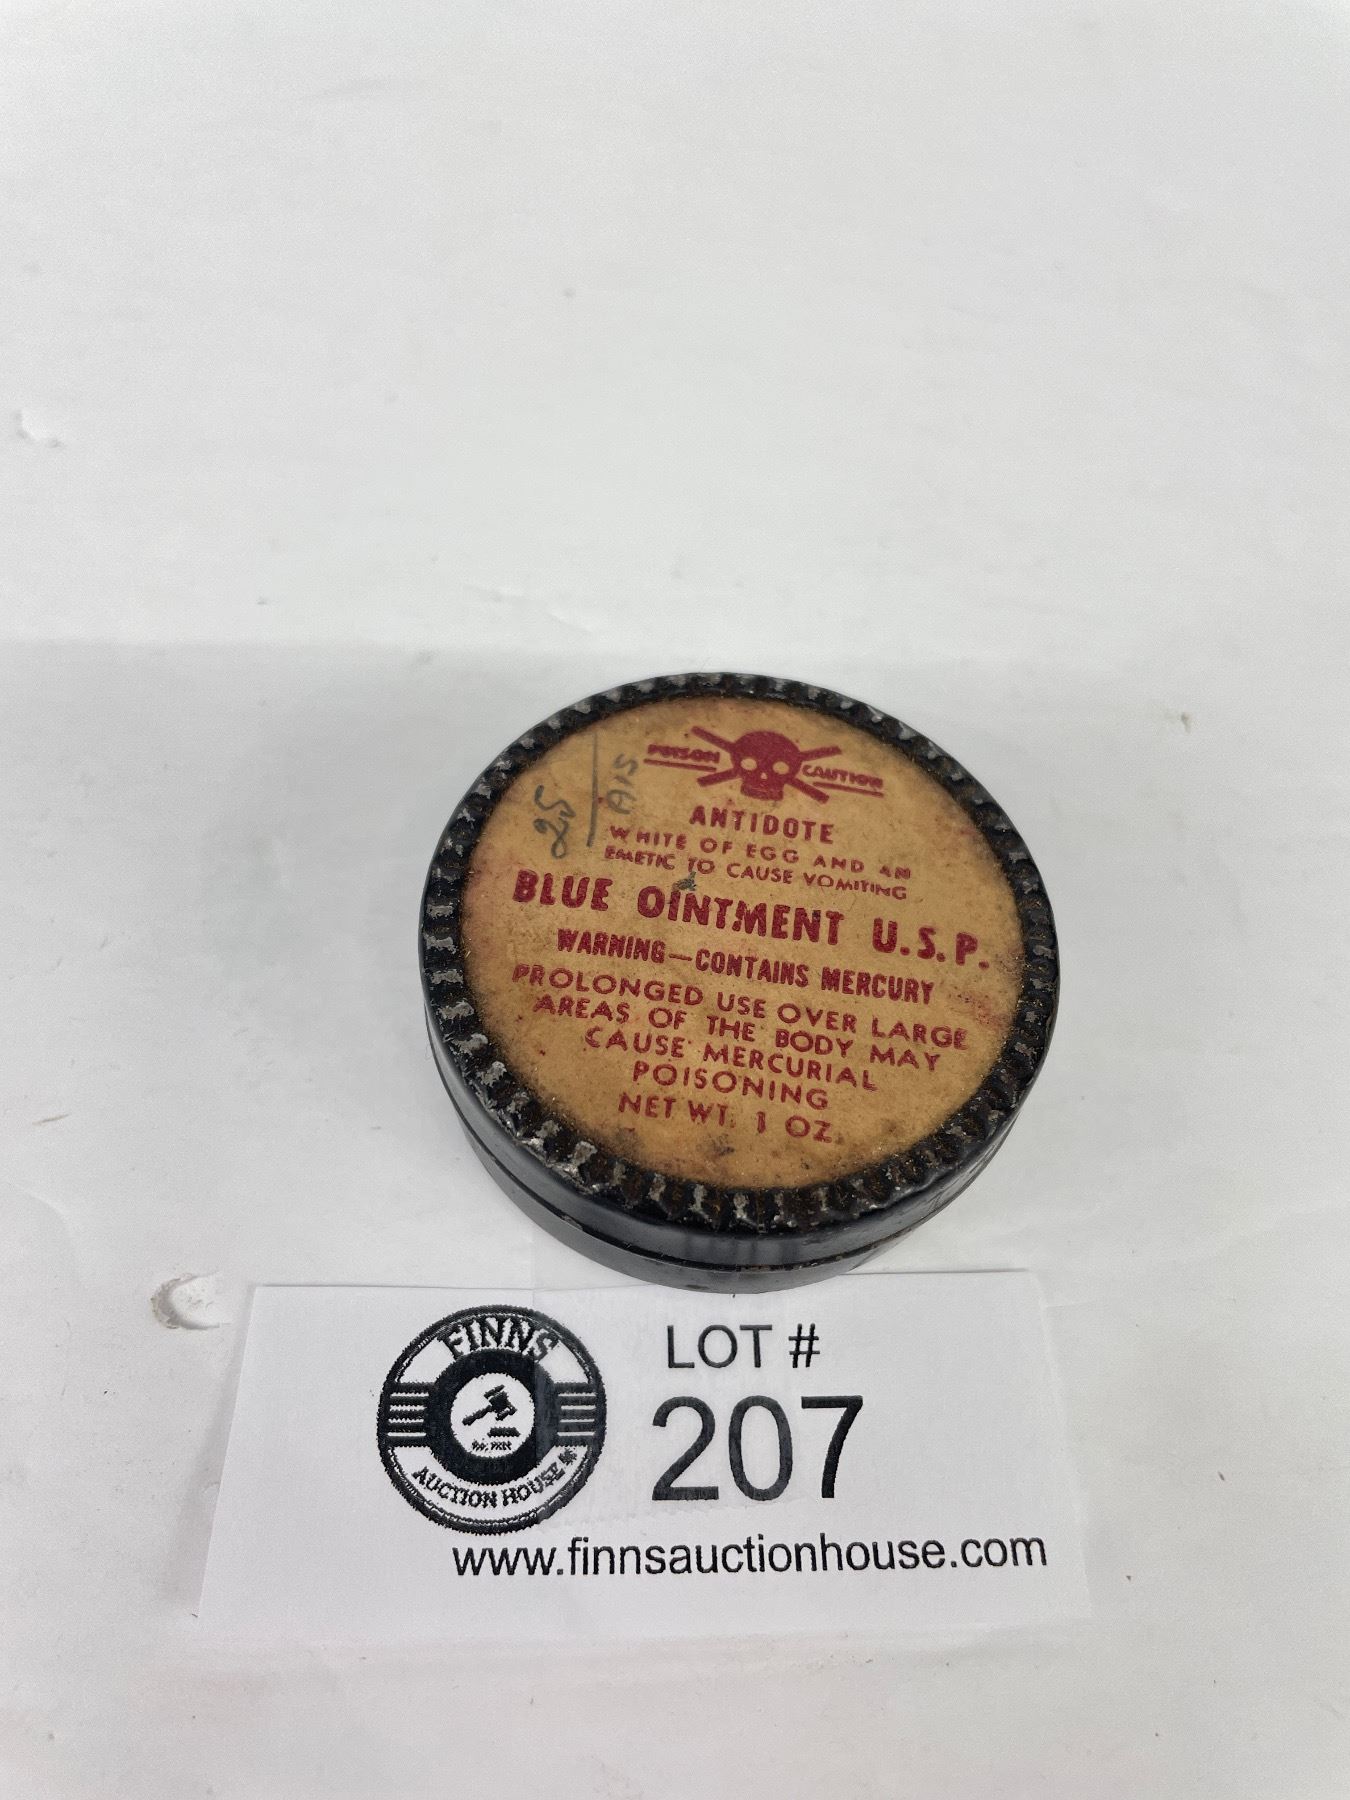 POISON CAUTION
25
A15
ANTIDOTE
WHITE OF EGG AND AN
EMETIC TO CAUSE VOMITING
BLUE OINTMENT U.S.P.
WARNING—CONTAINS MERCURY
PROLONGED USE OVER LARGE
AREAS OF THE BODY MAY
CAUSE MERCURIAL
POISONING
NET WT. 1 OZ.
FINNS
AUCTION HOUSE
LOT #
207
www.finnsauctionhouse.com